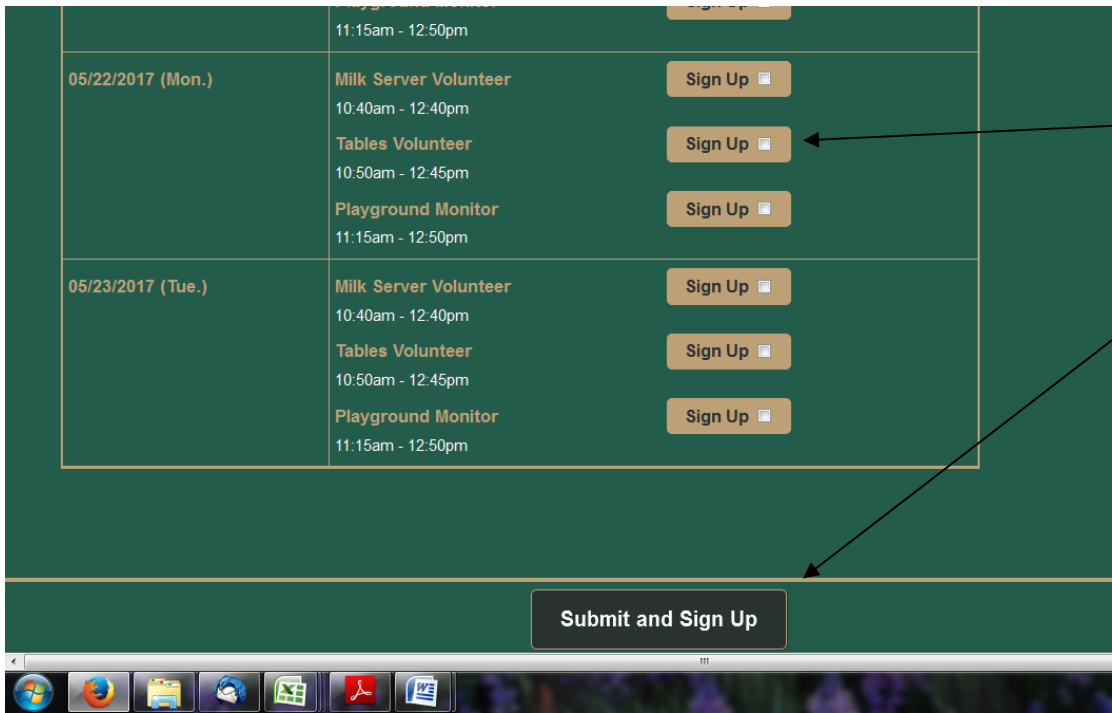 11:15am - 12:50pm
05/22/2017 (Mon.)
Milk Server Volunteer
Sign Up
10:40am - 12:40pm
Tables Volunteer
Sign Up
10:50am - 12:45pm
Playground Monitor
Sign Up
11:15am - 12:50pm
05/23/2017 (Tue.)
Milk Server Volunteer
Sign Up
10:40am - 12:40pm
Tables Volunteer
Sign Up
10:50am - 12:45pm
Playground Monitor
Sign Up
11:15am - 12:50pm
Submit and Sign Up